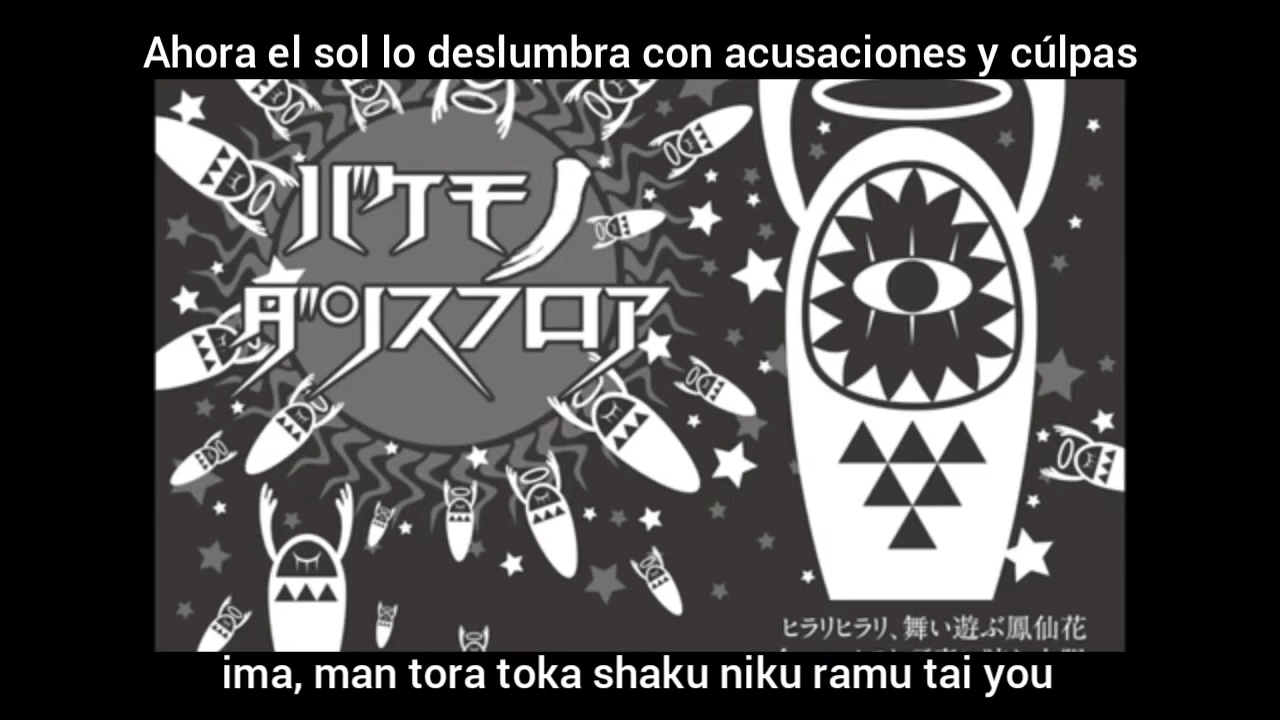 Ahora el sol lo deslumbra con acusaciones y cúlpas
バケモノ
ダンスフロア
ヒラリヒラリ、舞い遊ぶ鳳仙花
ima, man tora toka shaku niku ramu tai you